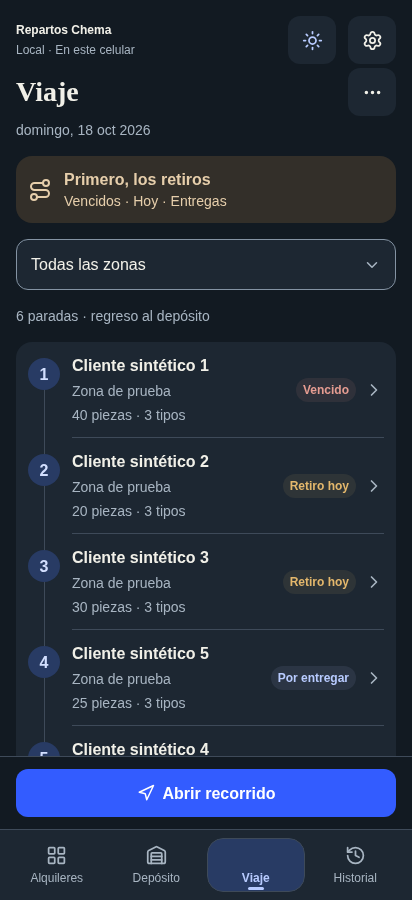 Repartos Chema
Local · En este celular
Viaje
domingo, 18 oct 2026
Primero, los retiros
Vencidos · Hoy · Entregas
Todas las zonas
6 paradas · regreso al depósito
1
Cliente sintético 1
Zona de prueba
Vencido
40 piezas · 3 tipos
2
Cliente sintético 2
Zona de prueba
Retiro hoy
20 piezas · 3 tipos
3
Cliente sintético 3
Zona de prueba
Retiro hoy
30 piezas · 3 tipos
4
Cliente sintético 5
Zona de prueba
Por entregar
25 piezas · 3 tipos
5
Cliente sintético 4
Abrir recorrido
Alquileres
Depósito
Viaje
Historial